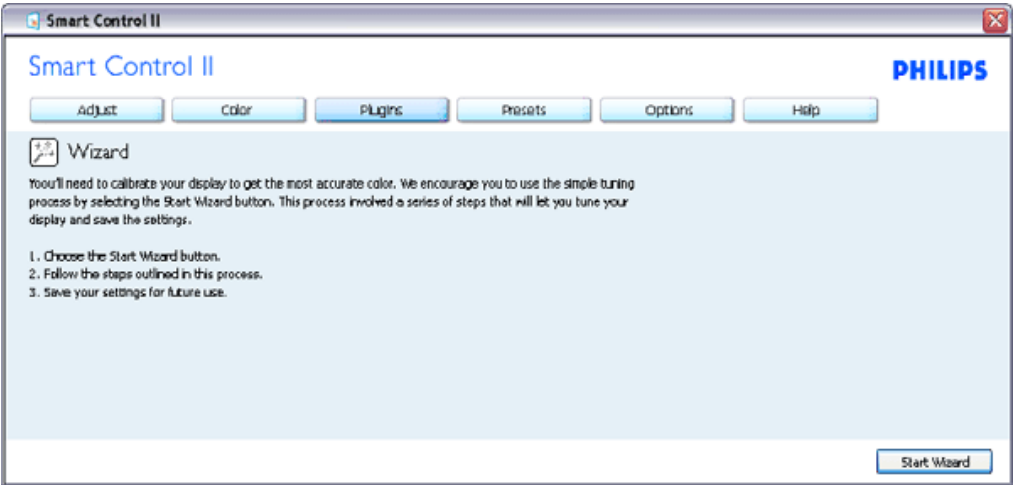 Smart Control II
Smart Control II
PHILIPS
Adjust Color Plugins Presets Options Help
Wizard
Yoou'll need to calibrate your display to get the most accurate color. We encourage you to use the simple tuning
process by selecting the Start Wizard button. This process involved a series of steps that will let you tune your
display and save the settings.
1. Choose the Start Wizard button.
2. Follow the steps outlined in this process.
3. Save your settings for future use.
Start Wizard